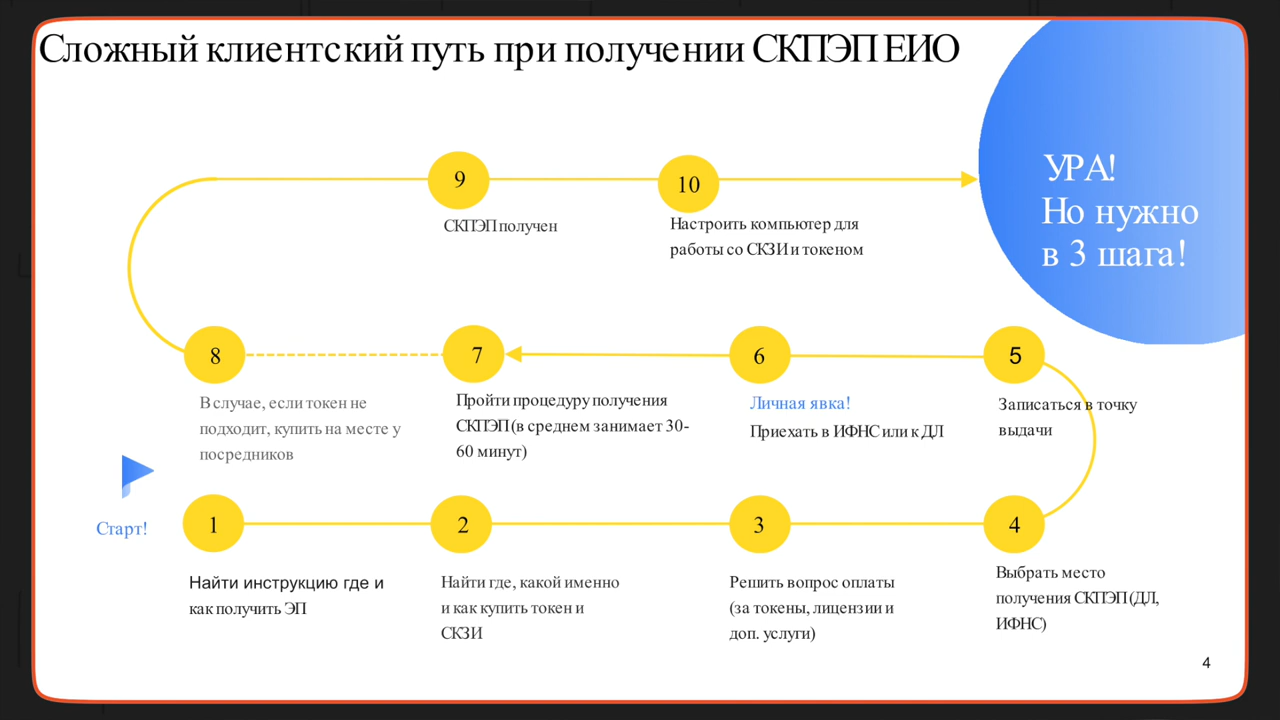 Сложный клиентский путь при получении СКПЭП ЕИО
УРА!
Но нужно
в 3 шага!
9
СКПЭП получен
10
Настроить компьютер для
работы со СКЗИ и токеном
8
В случае, если токен не
подходит, купить на месте у
посредников
7
Пройти процедуру получения
СКПЭП (в среднем занимает 30-
60 минут)
6
Личная явка!
Приехать в ИФНС или к ДЛ
5
Записаться в точку
выдачи
Старт!
1
Найти инструкцию где и
как получить ЭП
2
Найти где, какой именно
и как купить токен и
СКЗИ
3
Решить вопрос оплаты
(за токены, лицензии и
доп. услуги)
4
Выбрать место
получения СКПЭП (ДЛ,
ИФНС)
4